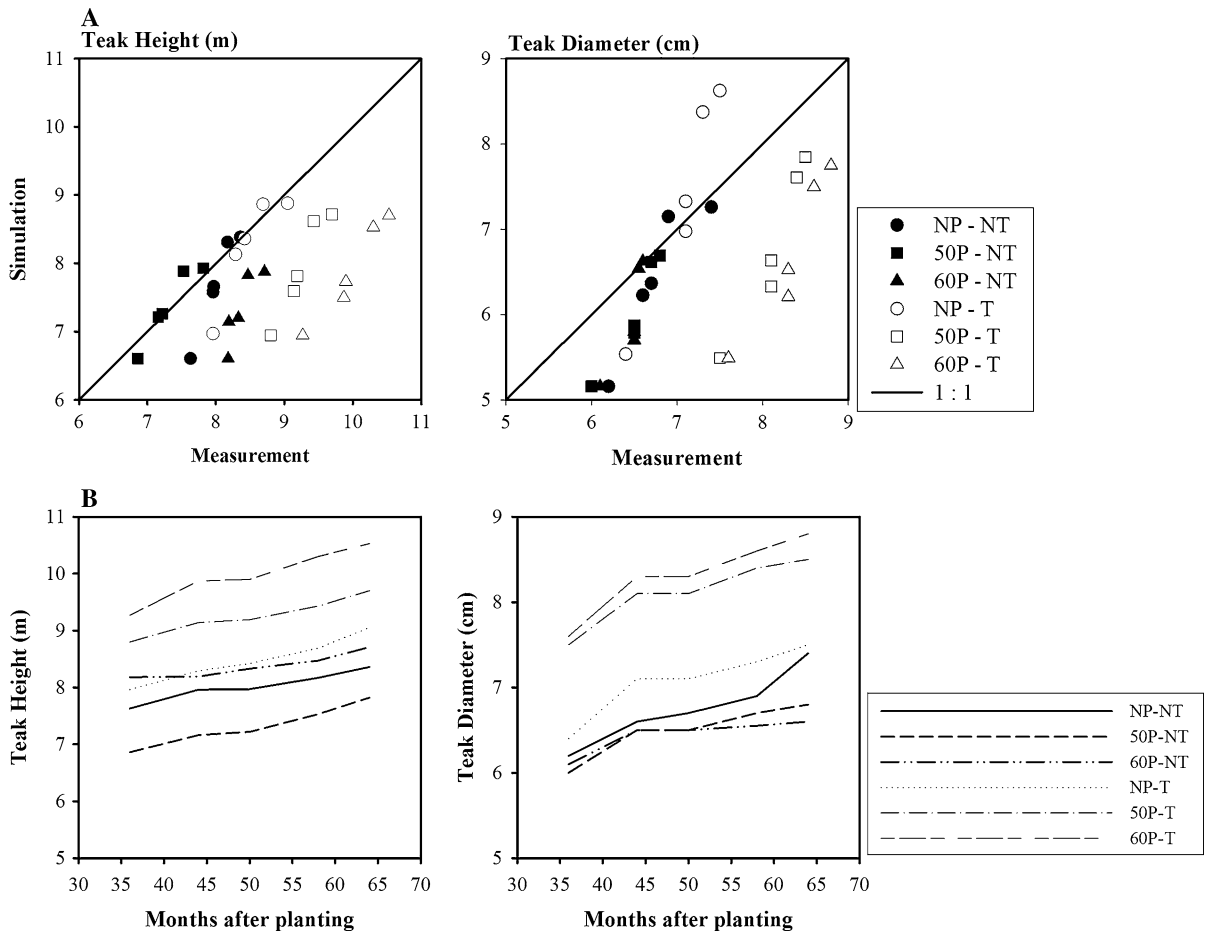 A
Teak Height (m)
Teak Diameter (cm)
11
10
9
8
7
6
6
7
8
9
10
11
Simulation
Measurement
9
8
7
6
5
5
6
7
8
9
Measurement
NP - NT
50P - NT
60P - NT
NP - T
50P - T
60P - T
1 : 1
B
11
10
9
8
7
6
5
30
40
45
50
55
60
65
70
Teak Height (m)
Months after planting
9
8
7
6
5
30
40
45
50
55
60
65
70
Teak Diameter (cm)
Months after planting
NP-NT
50P-NT
60P-NT
NP-T
50P-T
60P-T